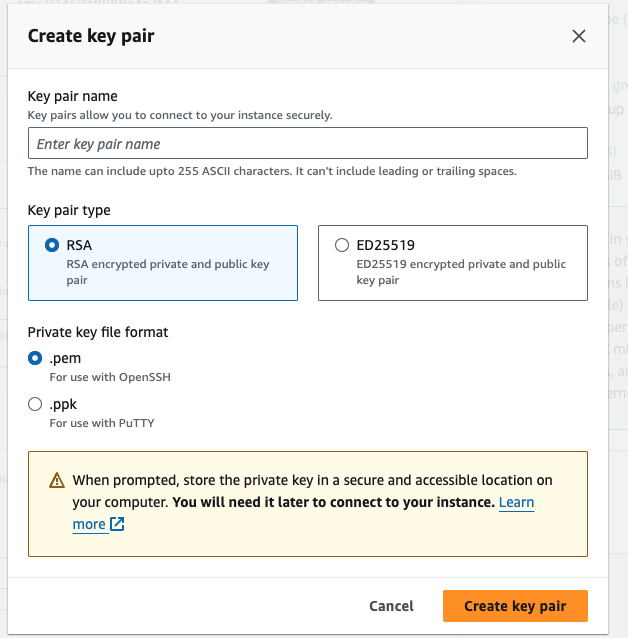 Create key pair
Key pair name
Key pairs allow you to connect to your instance securely.
Enter key pair name
The name can include upto 255 ASCII characters. It can't include leading or trailing spaces.
Key pair type
RSA
RSA encrypted private and public key
pair
ED25519
ED25519 encrypted private and public
key pair
Private key file format
.pem
For use with OpenSSH
.ppk
For use with PuTTY
When prompted, store the private key in a secure and accessible location on
your computer. You will need it later to connect to your instance. Learn
more
Cancel
Create key pair